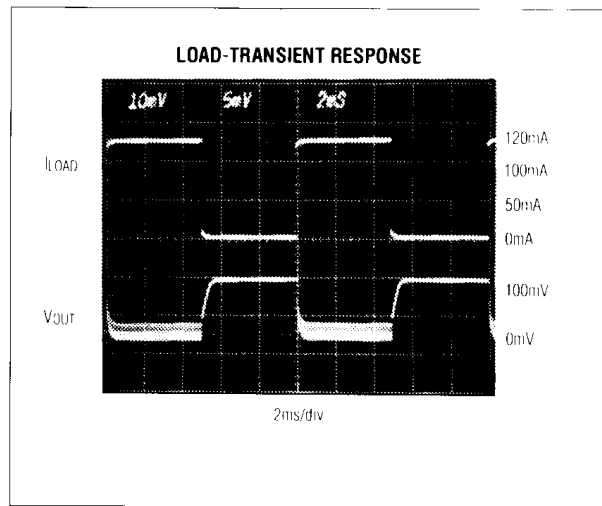 LOAD-TRANSIENT RESPONSE
10mV 5mV 2mS
ILOAD
120mA
100mA
50mA
0mA
VOUT
100mV
0mV
2ms/div